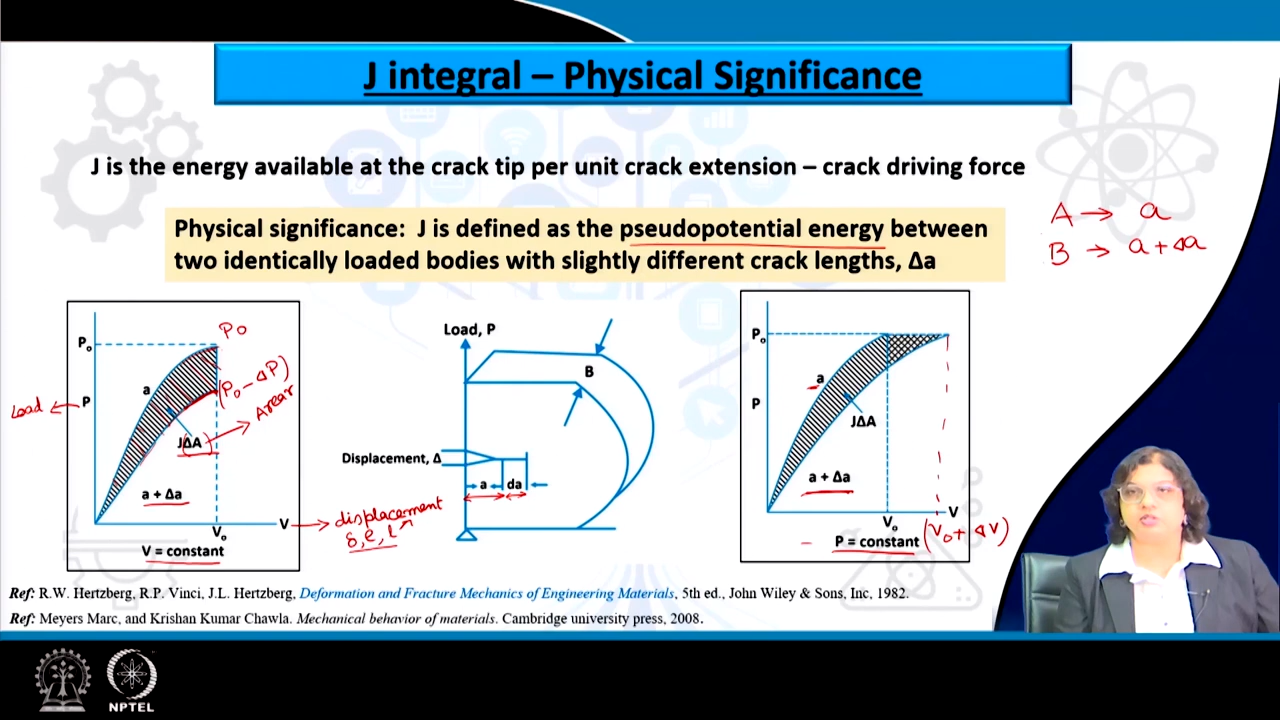 J integral – Physical Significance
J is the energy available at the crack tip per unit crack extension – crack driving force
A → a
B → a + Δa
Physical significance: J is defined as the pseudopotential energy between
two identically loaded bodies with slightly different crack lengths, Δa
Pₒ
P₀
a
(P₀ - ΔP)
Load ← P
JΔA
→ Area
a + Δa
V → displacement
δ, e, l
Vₒ
V = constant
Load, P
B
Displacement, Δ
a
da
Pₒ
a
P
JΔA
a + Δa
V
Vₒ
(V₀ + ΔV)
P = constant
Ref: R.W. Hertzberg, R.P. Vinci, J.L. Hertzberg, Deformation and Fracture Mechanics of Engineering Materials, 5th ed., John Wiley & Sons, Inc, 1982.
Ref: Meyers Marc, and Krishan Kumar Chawla. Mechanical behavior of materials. Cambridge university press, 2008.
NPTEL